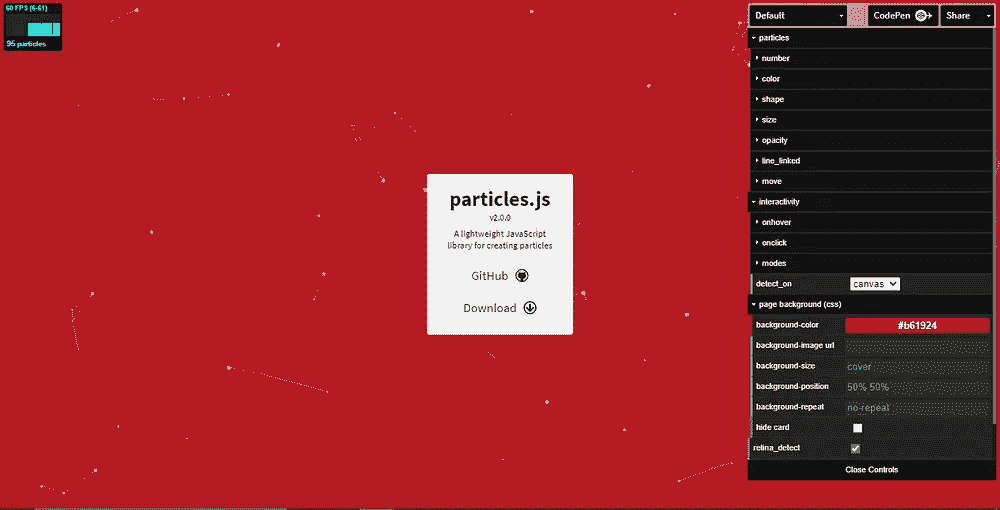 60 FPS (6-61)
95 particles
particles.js
v2.0.0
A lightweight JavaScript
library for creating particles
GitHub
Download
Default
CodePen
Share
particles
number
color
shape
size
opacity
line_linked
move
interactivity
onhover
onclick
modes
detect_on canvas
page background (css)
background-color #b61924
background-image url
background-size cover
background-position 50% 50%
background-repeat no-repeat
hide card
retina_detect
Close Controls